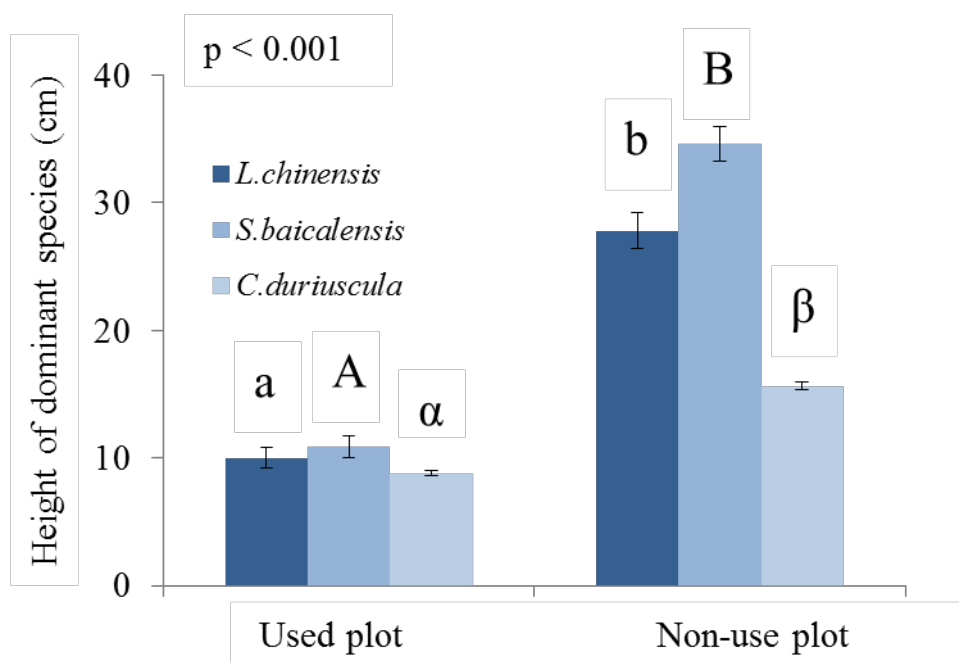 p < 0.001
Height of dominant species (cm)
40
30
20
10
0
L.chinensis
S.baicalensis
C.duriuscula
a
A
α
b
B
β
Used plot
Non-use plot